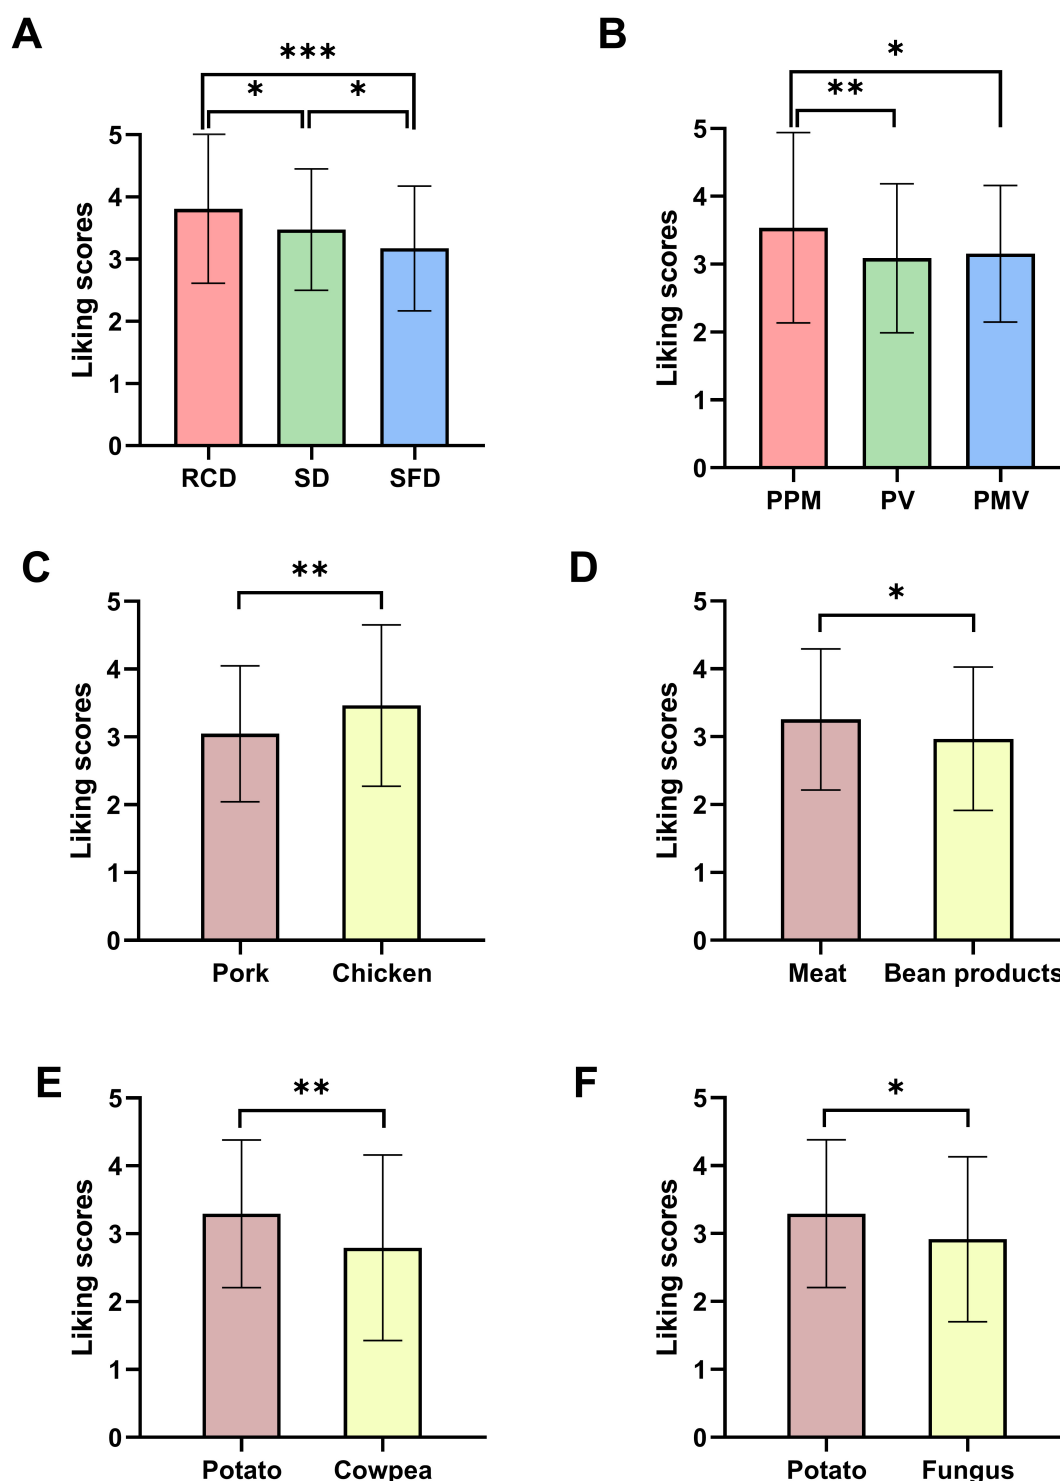 A
***
* *
Liking scores
5
4
3
2
1
0
RCD SD SFD
B
*
**
Liking scores
5
4
3
2
1
0
PPM PV PMV
C
**
Liking scores
5
4
3
2
1
0
Pork Chicken
D
*
Liking scores
5
4
3
2
1
0
Meat Bean products
E
**
Liking scores
5
4
3
2
1
0
Potato Cowpea
F
*
Liking scores
5
4
3
2
1
0
Potato Fungus